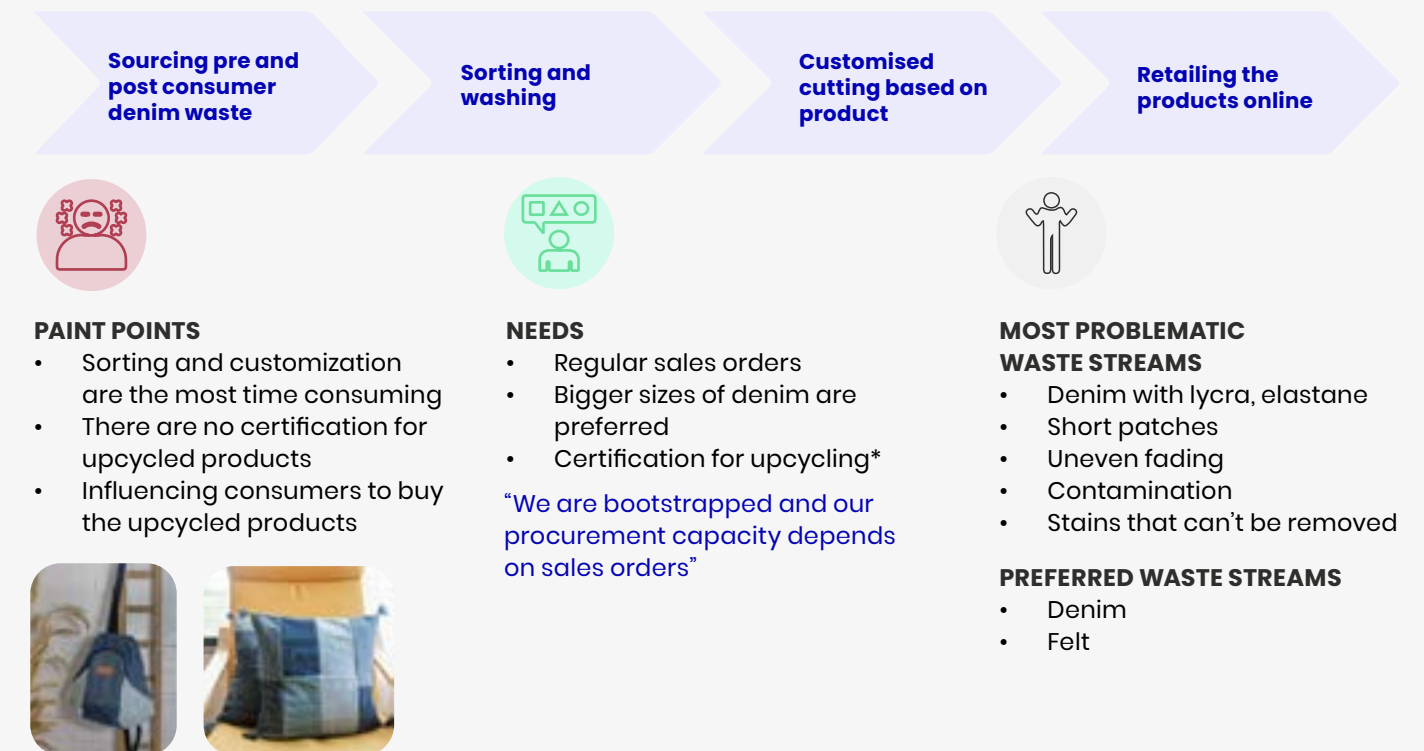 Sourcing pre and
post consumer
denim waste
Sorting and
washing
Customised
cutting based on
product
Retailing the
products online
PAINT POINTS
• Sorting and customization
are the most time consuming
• There are no certification for
upcycled products
• Influencing consumers to buy
the upcycled products
NEEDS
• Regular sales orders
• Bigger sizes of denim are
preferred
• Certification for upcycling*
“We are bootstrapped and our
procurement capacity depends
on sales orders”
MOST PROBLEMATIC
WASTE STREAMS
• Denim with lycra, elastane
• Short patches
• Uneven fading
• Contamination
• Stains that can’t be removed
PREFERRED WASTE STREAMS
• Denim
• Felt